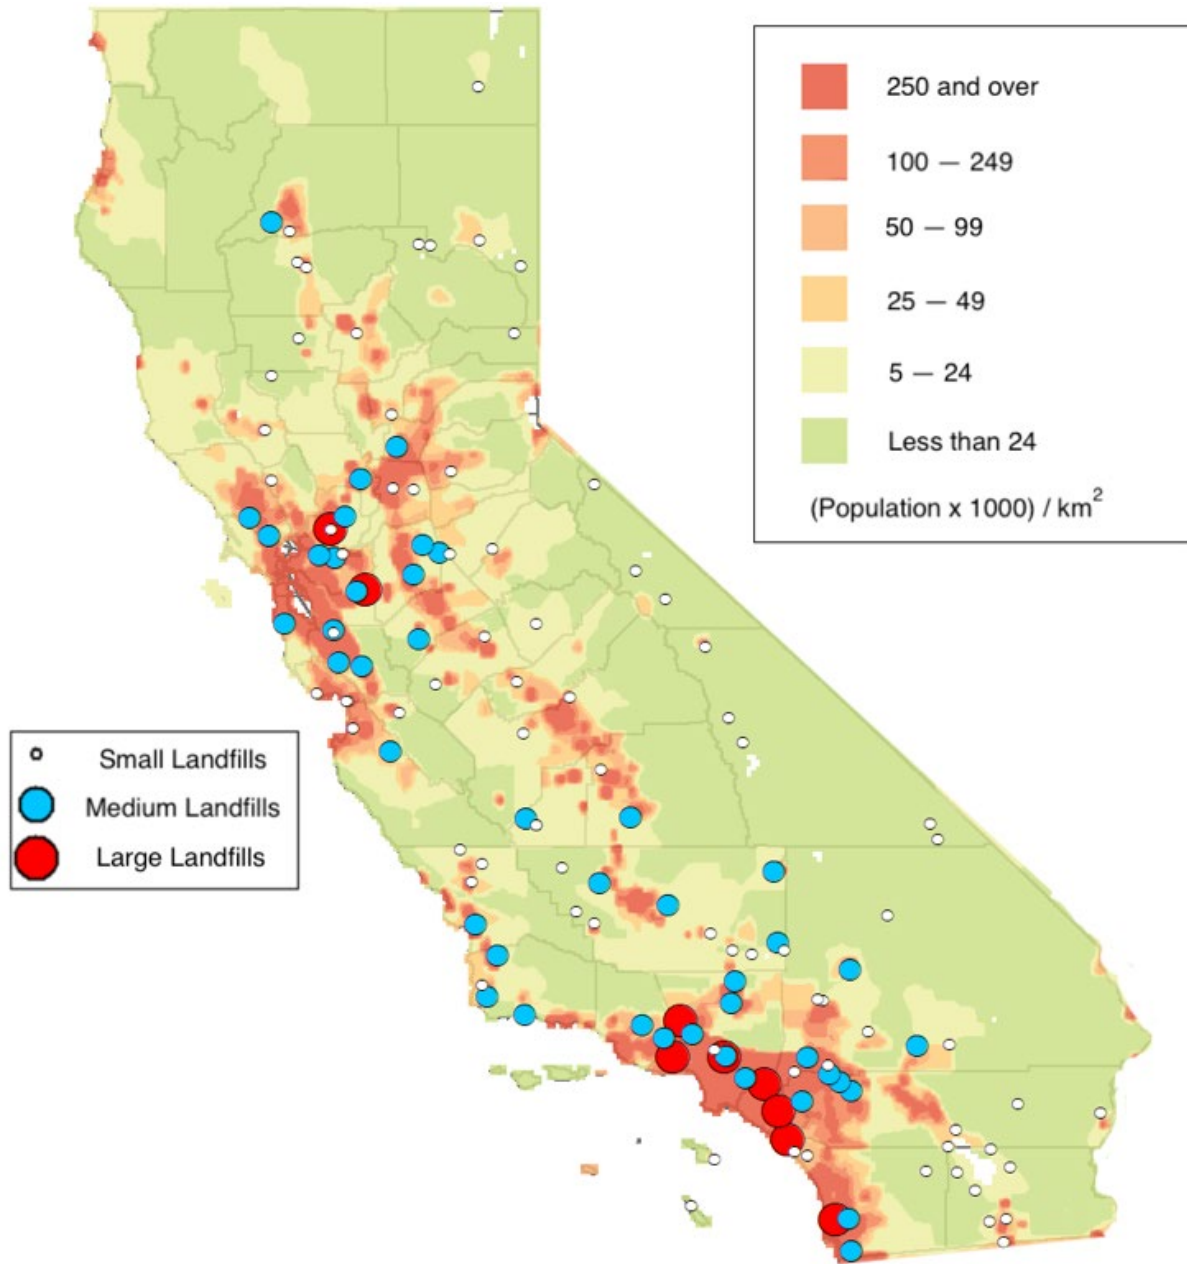 250 and over
100 — 249
50 — 99
25 — 49
5 — 24
Less than 24
(Population x 1000) / km²
Small Landfills
Medium Landfills
Large Landfills